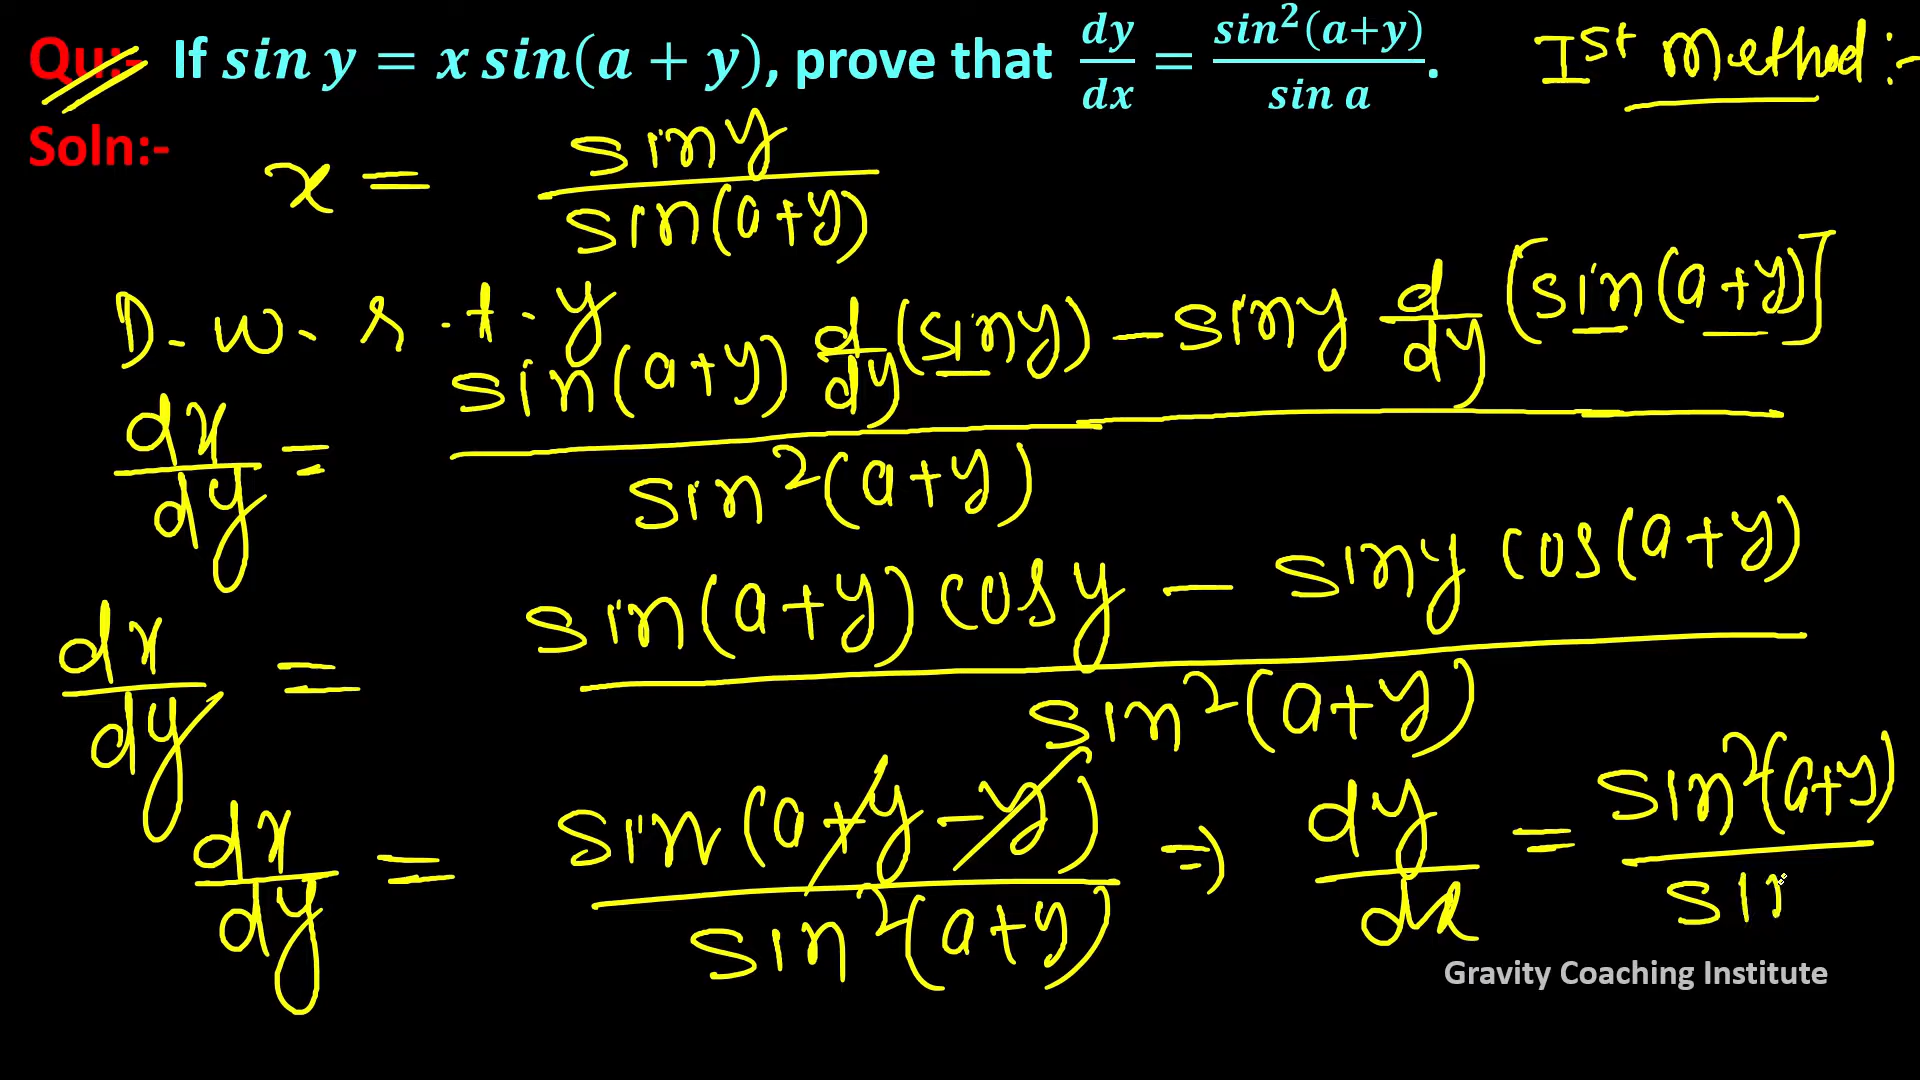 Qu:- If sin y = x sin(a + y), prove that dy/dx = sin²(a+y)/sin a.
Ist Method:-
Soln:-
x = sin y / sin(a+y)
D. w. r. t. y
dx/dy = sin(a+y) d/dy (sin y) - sin y d/dy [sin(a+y)] / sin²(a+y)
dx/dy = sin(a+y) cos y - sin y cos(a+y) / sin²(a+y)
dx/dy = sin(a+y-y) / sin²(a+y) ⇒ dy/dx = sin²(a+y) / sin
Gravity Coaching Institute